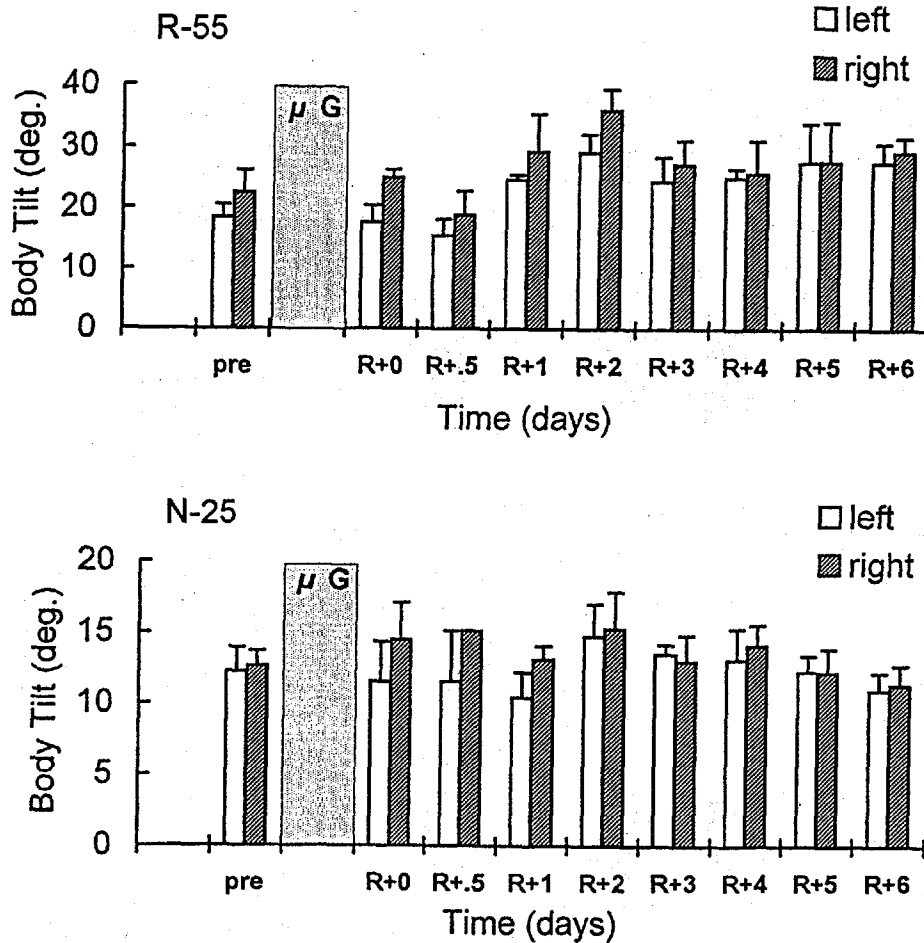 R-55
left
right
Body Tilt (deg.)
40
30
20
10
0
μ G
pre
R+0
R+.5
R+1
R+2
R+3
R+4
R+5
R+6
Time (days)
N-25
left
right
Body Tilt (deg.)
20
15
10
5
0
μ G
pre
R+0
R+.5
R+1
R+2
R+3
R+4
R+5
R+6
Time (days)